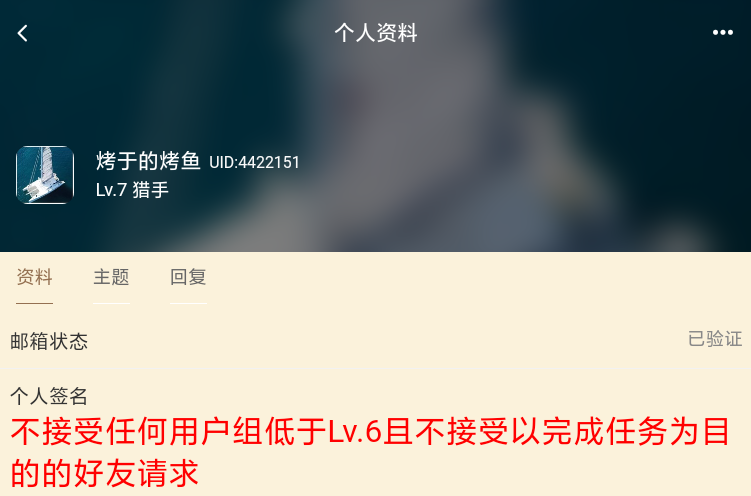 个人资料
烤于的烤鱼 UID:4422151
Lv.7 猎手
资料 主题 回复
邮箱状态 已验证
个人签名
不接受任何用户组低于Lv.6且不接受以完成任务为目
的的好友请求